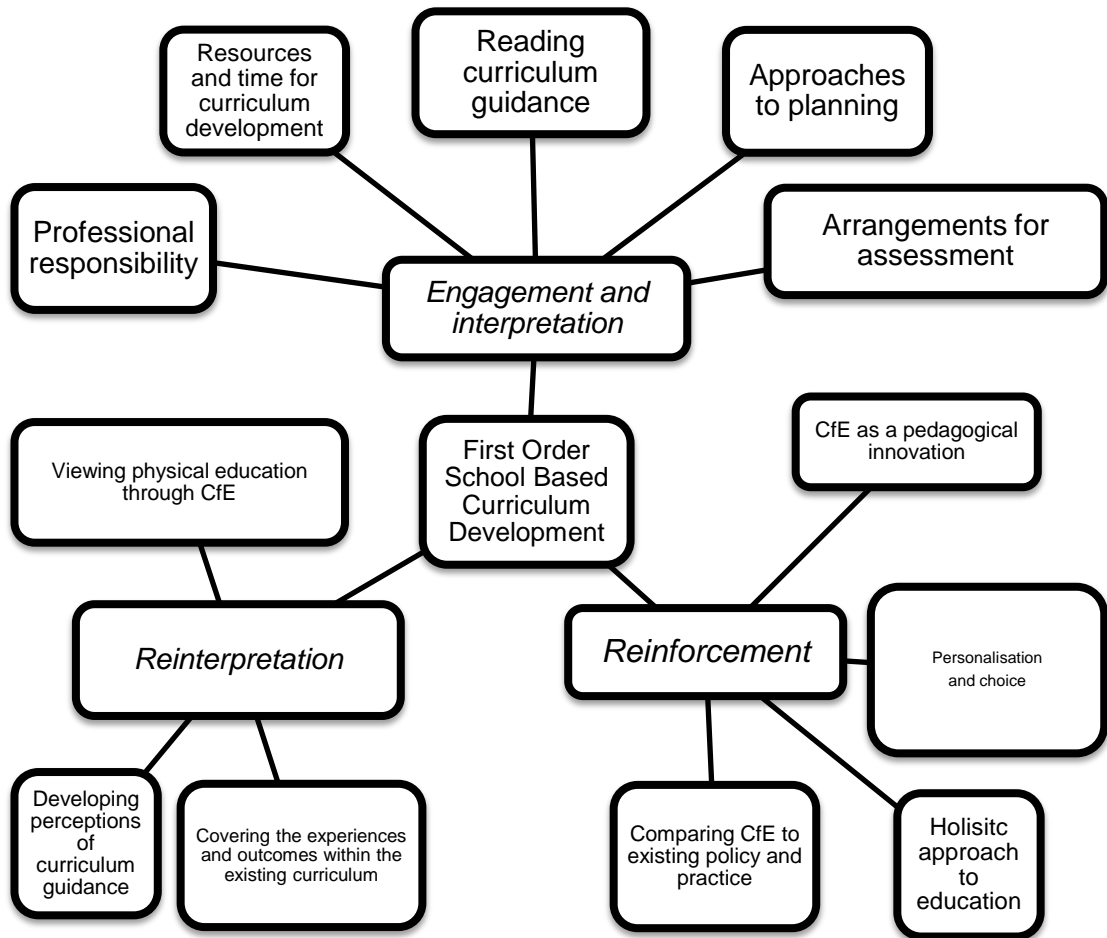 Resources
and time for
curriculum
development
Reading
curriculum
guidance
Approaches
to planning
Professional
responsibility
Arrangements for
assessment
Engagement and
interpretation
First Order
School Based
Curriculum
Development
CfE as a pedagogical
innovation
Viewing physical education
through CfE
Reinterpretation
Reinforcement
Personalisation
and choice
Developing
perceptions
of
curriculum
guidance
Covering the experiences
and outcomes within the
existing curriculum
Comparing CfE to
existing policy and
practice
Holisitc
approach
to
education